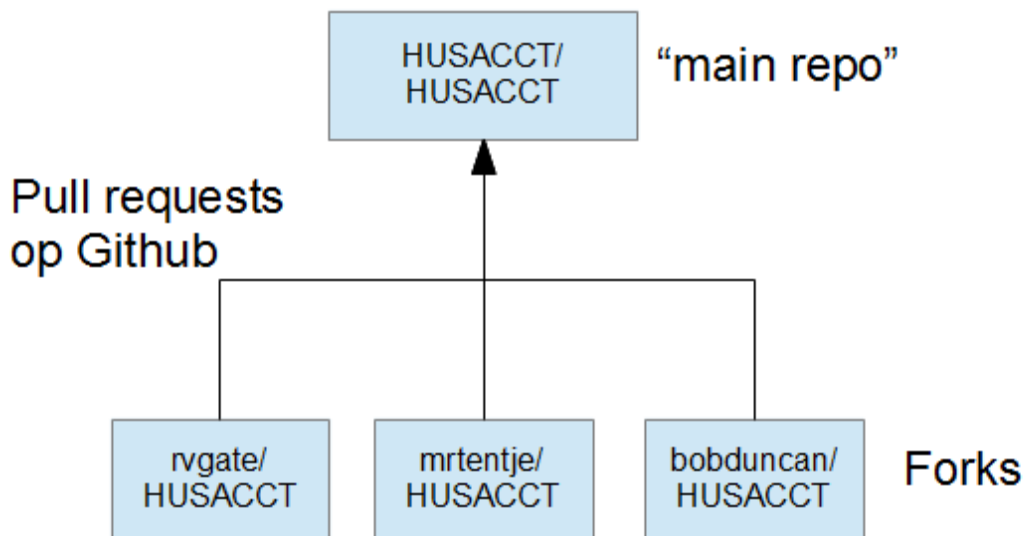 HUSACCT/
HUSACCT
“main repo”
Pull requests
op Github
rvgate/
HUSACCT
mrtentje/
HUSACCT
bobduncan/
HUSACCT
Forks